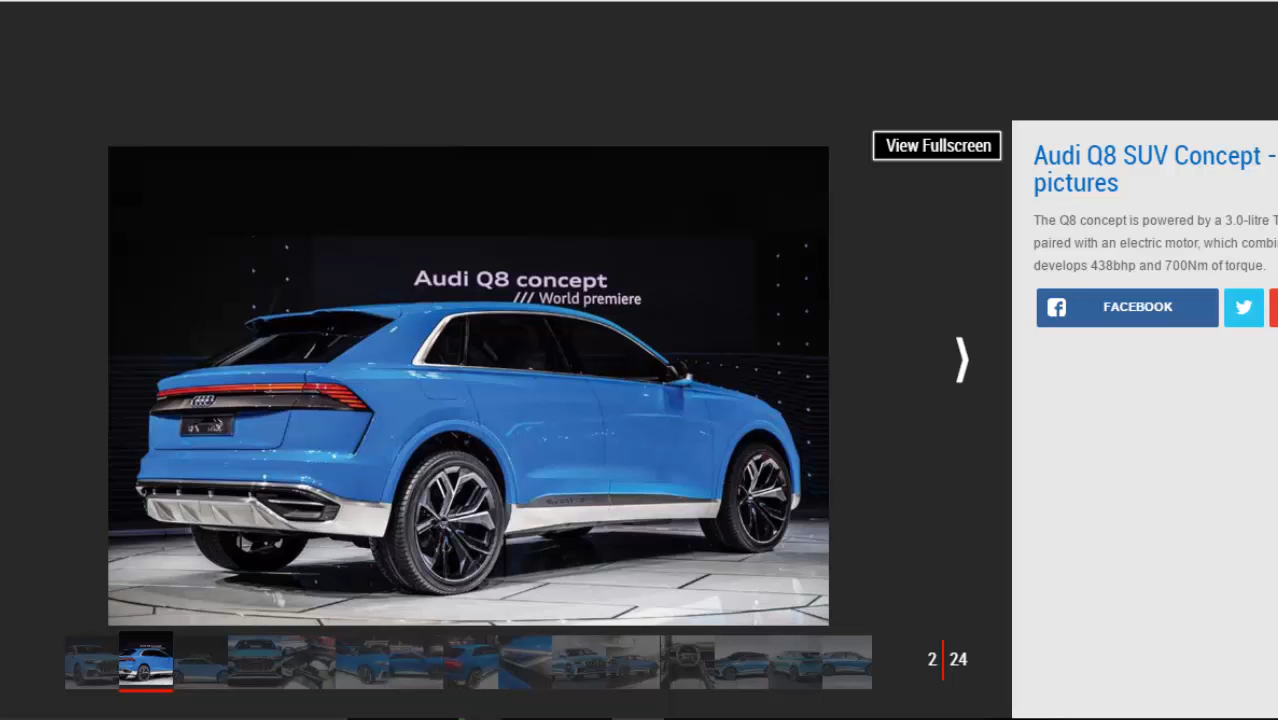 View Fullscreen
Audi Q8 SUV Concept -
pictures
The Q8 concept is powered by a 3.0-litre T
paired with an electric motor, which combi
develops 438bhp and 700Nm of torque.
FACEBOOK
Audi Q8 concept
/// World premiere
2 | 24